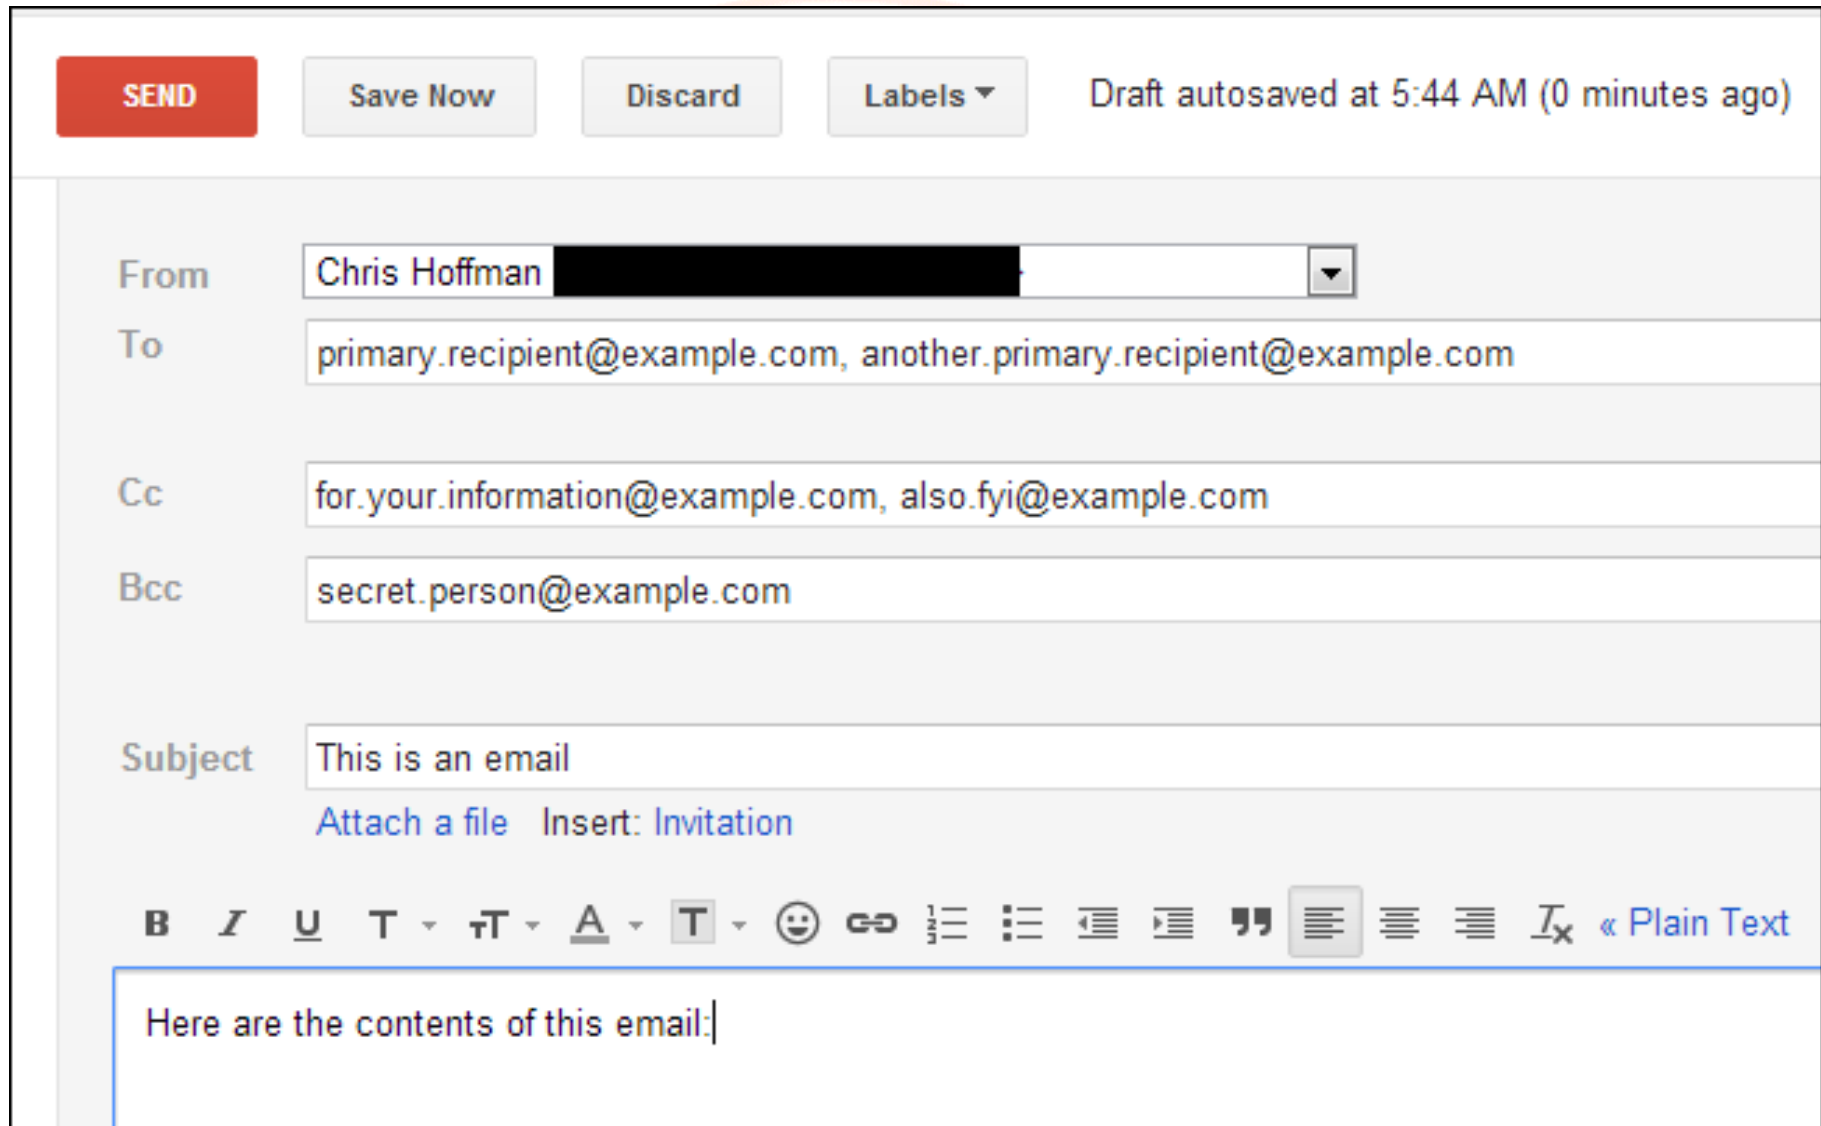 SEND Save Now Discard Labels Draft autosaved at 5:44 AM (0 minutes ago)
From Chris Hoffman
To primary.recipient@example.com, another.primary.recipient@example.com
Cc for.your.information@example.com, also.fyi@example.com
Bcc secret.person@example.com
Subject This is an email
Attach a file Insert: Invitation
B I U T T A T « Plain Text
Here are the contents of this email: